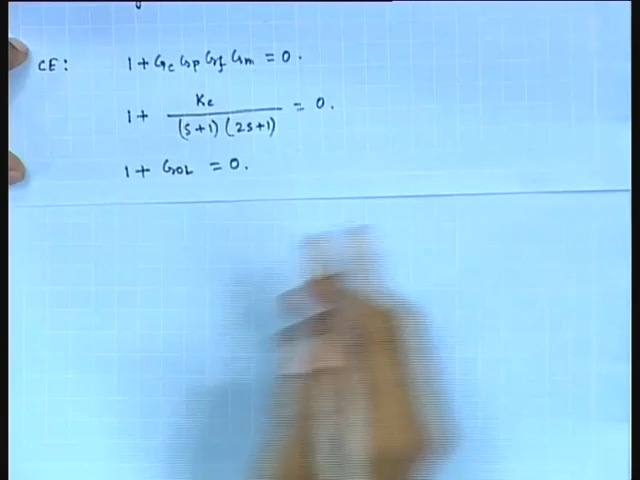 CE: 1 + Gc Gp Gf Gm = 0.
1 + Kc / (s+1) (2s+1) = 0.
1 + GOL = 0.